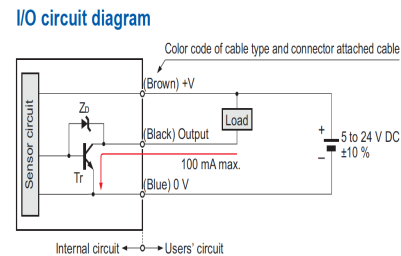 I/O circuit diagram
Color code of cable type and connector attached cable
(Brown) +V
ZD
Load
Sensor circuit
(Black) Output
+
5 to 24 V DC
±10 %
−
100 mA max.
Tr
(Blue) 0 V
Internal circuit
Users' circuit